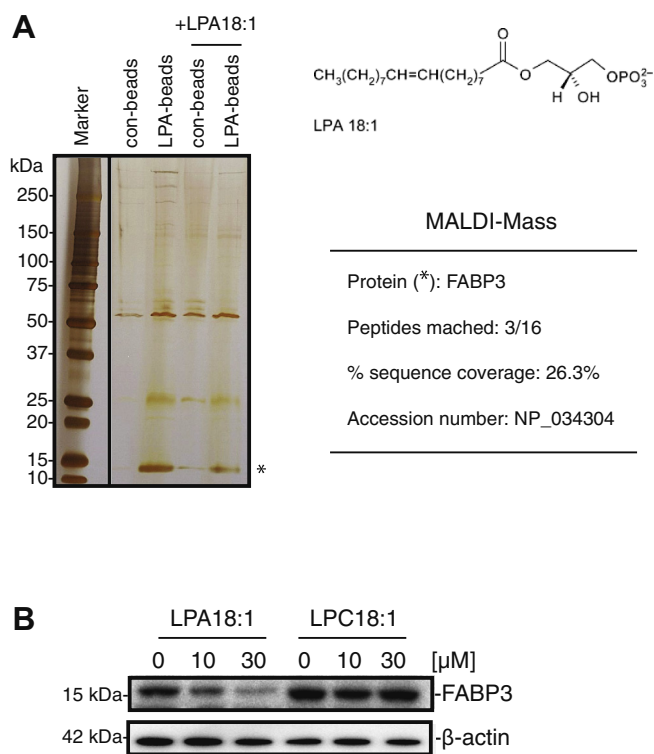 A
+LPA18:1
Marker
con-beads
LPA-beads
con-beads
LPA-beads
kDa
250-
150-
100-
75-
50-
37-
25-
20-
15-
10-
*
CH3(CH2)7CH=CH(CH2)7
O
O
H
OH
OPO3 2−
LPA 18:1
MALDI-Mass
Protein (*): FABP3
Peptides mached: 3/16
% sequence coverage: 26.3%
Accession number: NP_034304
B
LPA18:1 LPC18:1
0 10 30 0 10 30 [µM]
15 kDa- -FABP3
42 kDa- -β-actin